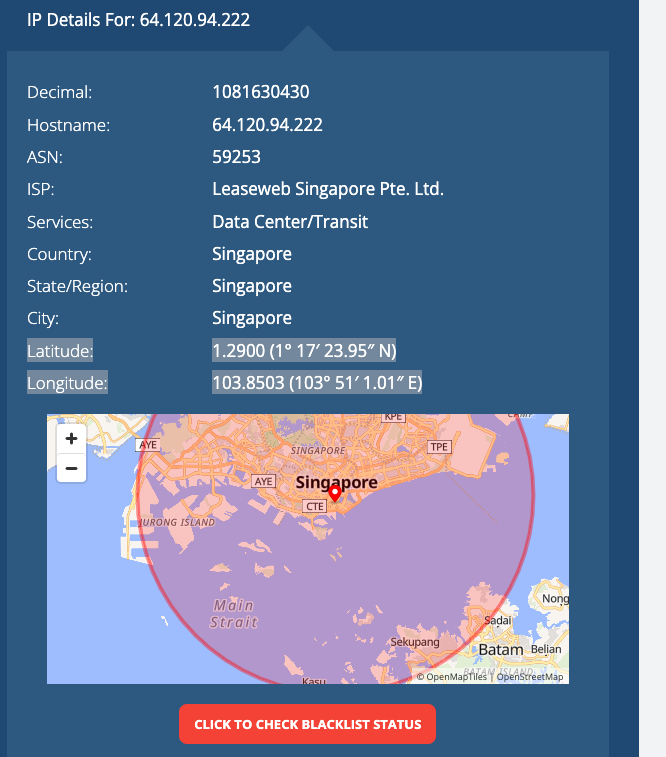 IP Details For: 64.120.94.222
Decimal: 1081630430
Hostname: 64.120.94.222
ASN: 59253
ISP: Leaseweb Singapore Pte. Ltd.
Services: Data Center/Transit
Country: Singapore
State/Region: Singapore
City: Singapore
Latitude: 1.2900 (1° 17′ 23.95″ N)
Longitude: 103.8503 (103° 51′ 1.01″ E)
+
−
KPE
AYE
SINGAPORE
TPE
AYE
Singapore
CTE
JURONG ISLAND
Main
Strait
Nong
Sadai
Sekupang
Batam
Belian
BATAM ISLAND
Kasu
© OpenMapTiles | OpenStreetMap
CLICK TO CHECK BLACKLIST STATUS